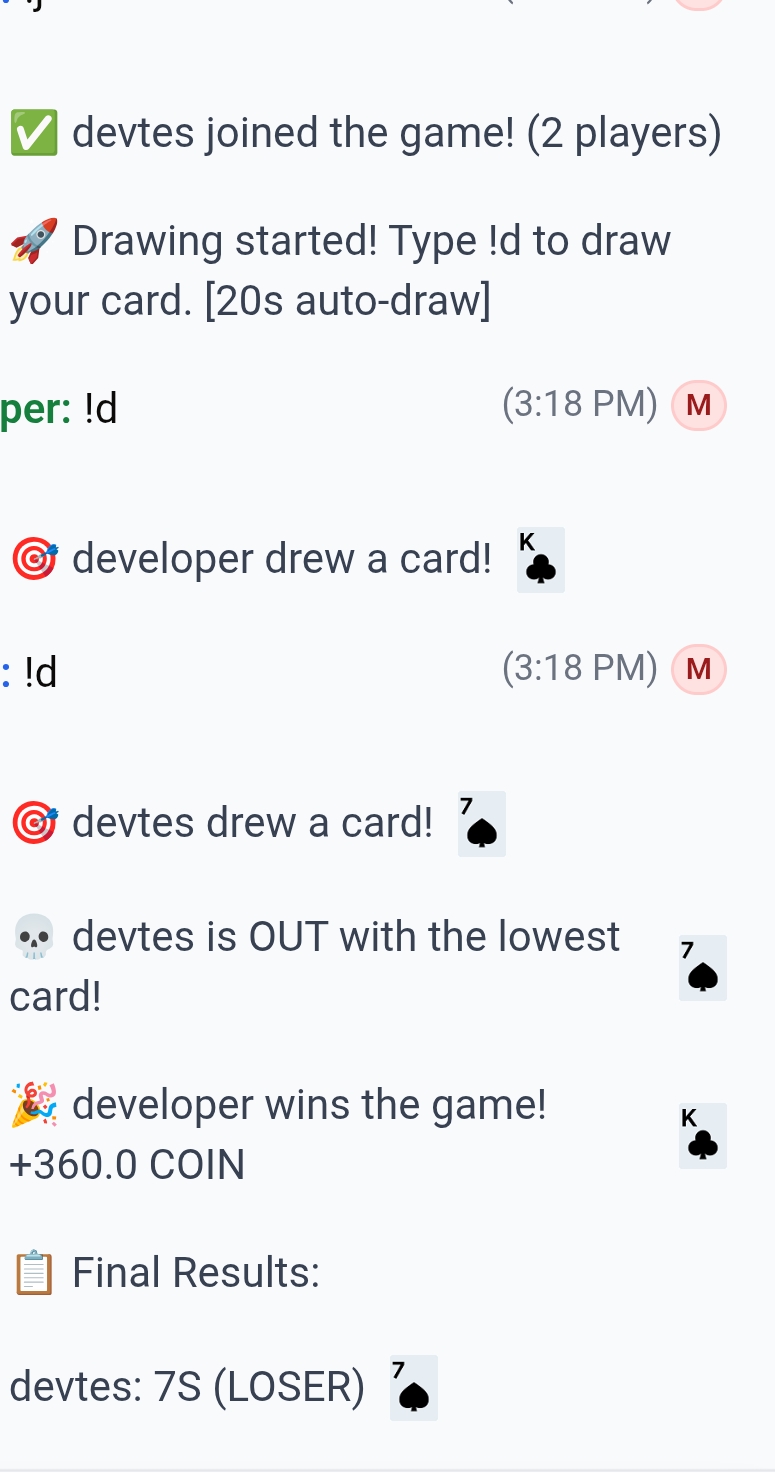 ✅ devtes joined the game! (2 players)
🚀 Drawing started! Type !d to draw
your card. [20s auto-draw]
per: !d (3:18 PM) M
🎯 developer drew a card! K♣
: !d (3:18 PM) M
🎯 devtes drew a card! 7♠
💀 devtes is OUT with the lowest
card! 7♠
🎉 developer wins the game!
+360.0 COIN K♣
📋 Final Results:
devtes: 7S (LOSER) 7♠